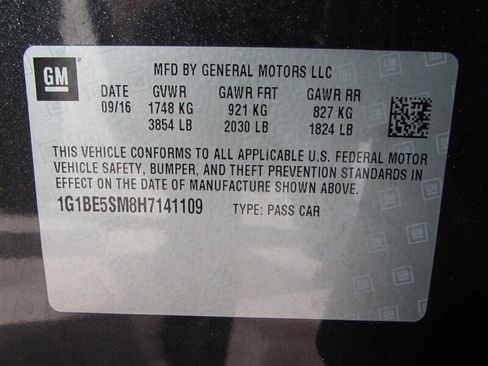 GM
MFD BY GENERAL MOTORS LLC
DATE GVWR GAWR FRT GAWR RR
09/16 1748 KG 921 KG 827 KG
3854 LB 2030 LB 1824 LB
THIS VEHICLE CONFORMS TO ALL APPLICABLE U.S. FEDERAL MOTOR
VEHICLE SAFETY, BUMPER, AND THEFT PREVENTION STANDARDS IN
EFFECT ON THE DATE OF MANUFACTURE SHOWN ABOVE.
1G1BE5SM8H7141109 TYPE: PASS CAR